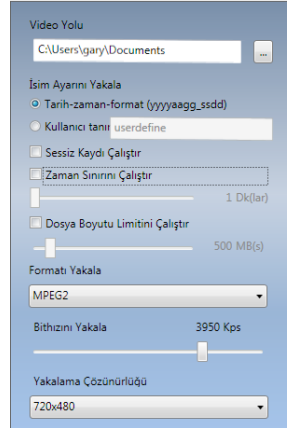 Video Yolu
C:\Users\gary\Documents
...
İsim Ayarını Yakala
Tarih-zaman-format (yyyyaagg_ssdd)
Kullanıcı tanır userdefine
Sessiz Kaydı Çalıştır
Zaman Sınırını Çalıştır
1 Dk(lar)
Dosya Boyutu Limitini Çalıştır
500 MB(s)
Formatı Yakala
MPEG2
Bithızını Yakala 3950 Kps
Yakalama Çözünürlüğü
720x480